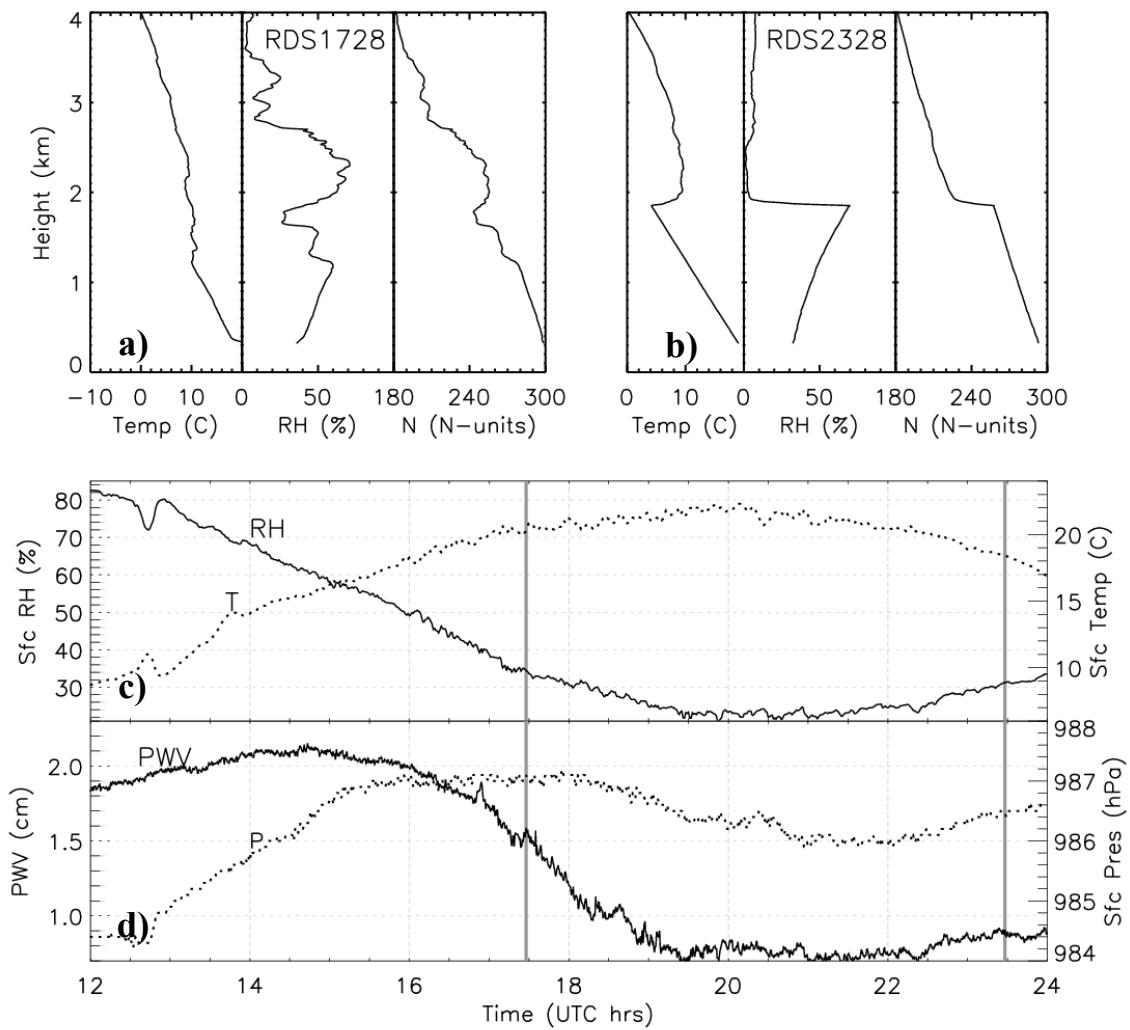 RDS1728
RDS2328
4
3
2
1
0
Height (km)
a)
b)
−10 0 10 0 50 180 240 300
Temp (C) RH (%) N (N−units)
0 10 0 50 180 240 300
Temp (C) RH (%) N (N−units)
80
70
60
50
40
30
Sfc RH (%)
RH
T
c)
20
15
10
Sfc Temp (C)
2.0
1.5
1.0
PWV (cm)
PWV
P
d)
988
987
986
985
984
Sfc Pres (hPa)
12 14 16 18 20 22 24
Time (UTC hrs)